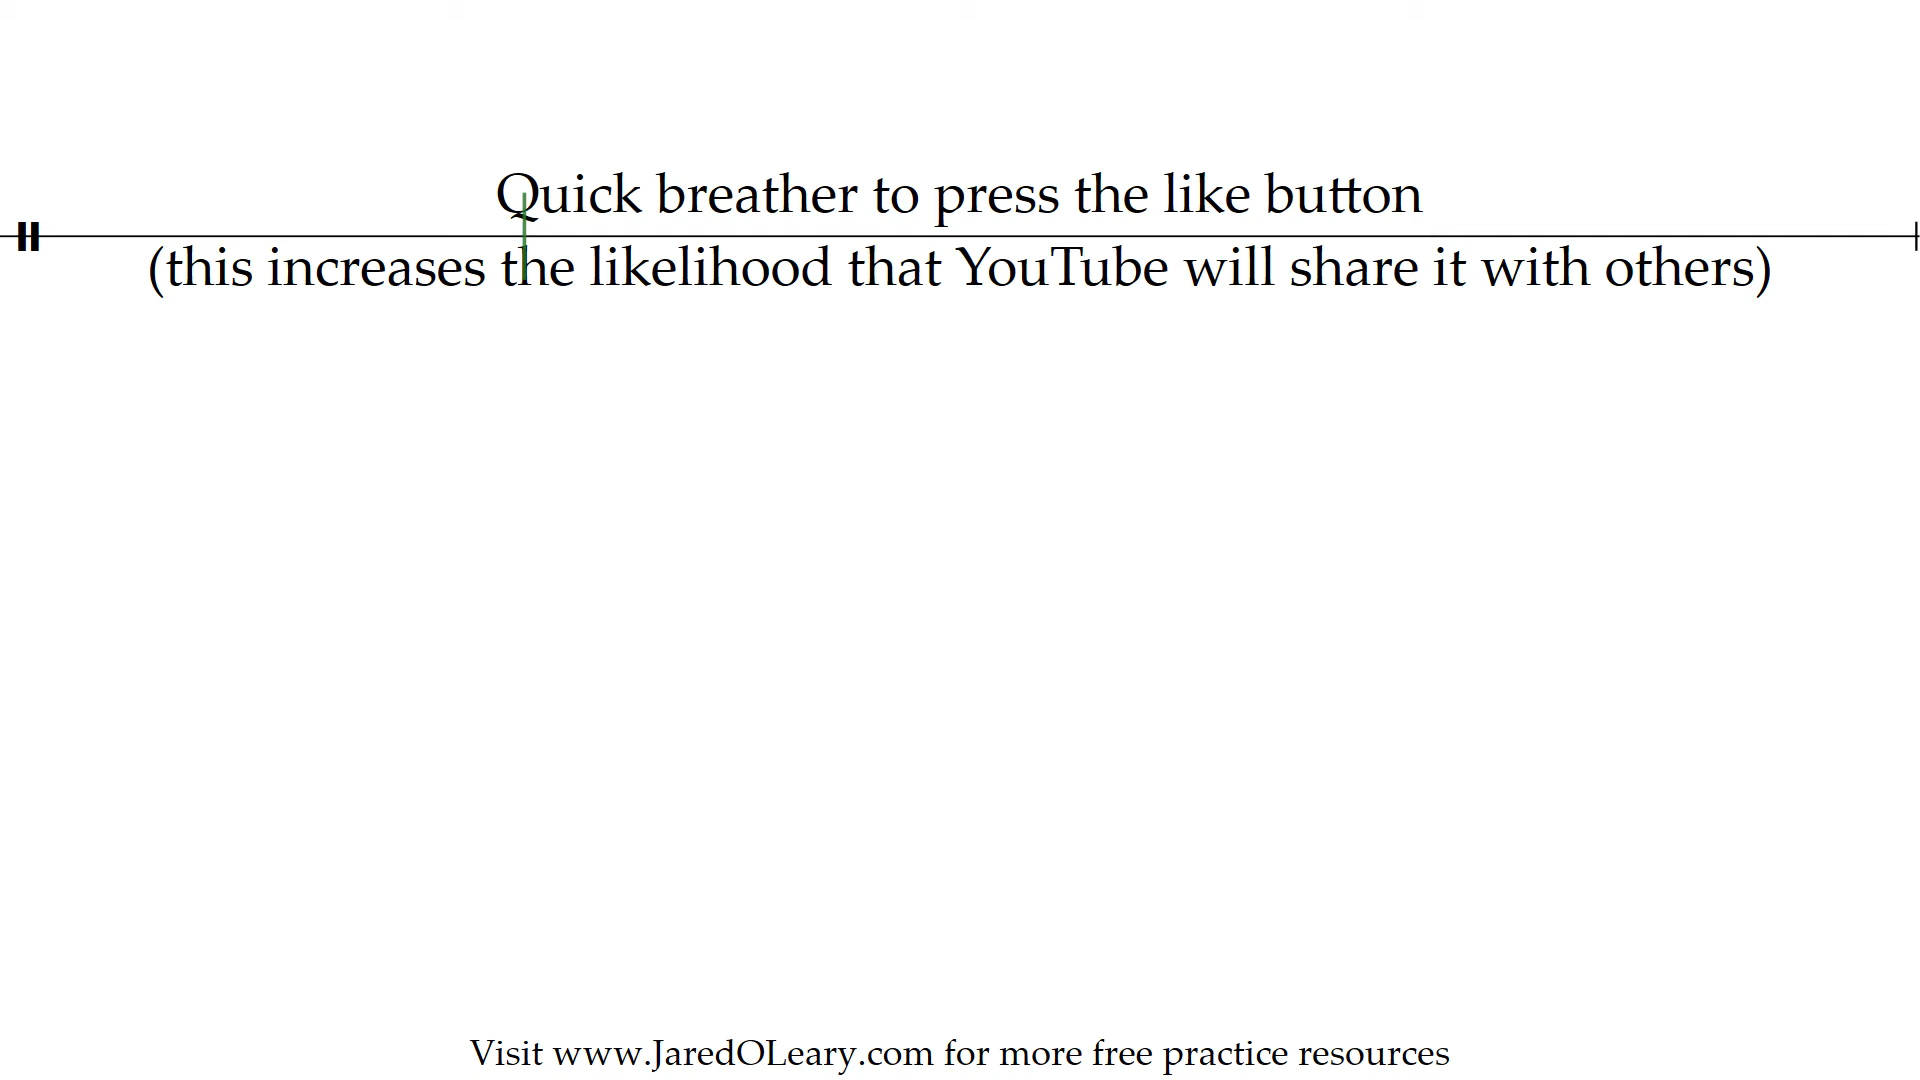 Quick breather to press the like button
(this increases the likelihood that YouTube will share it with others)
Visit www.JaredOLeary.com for more free practice resources